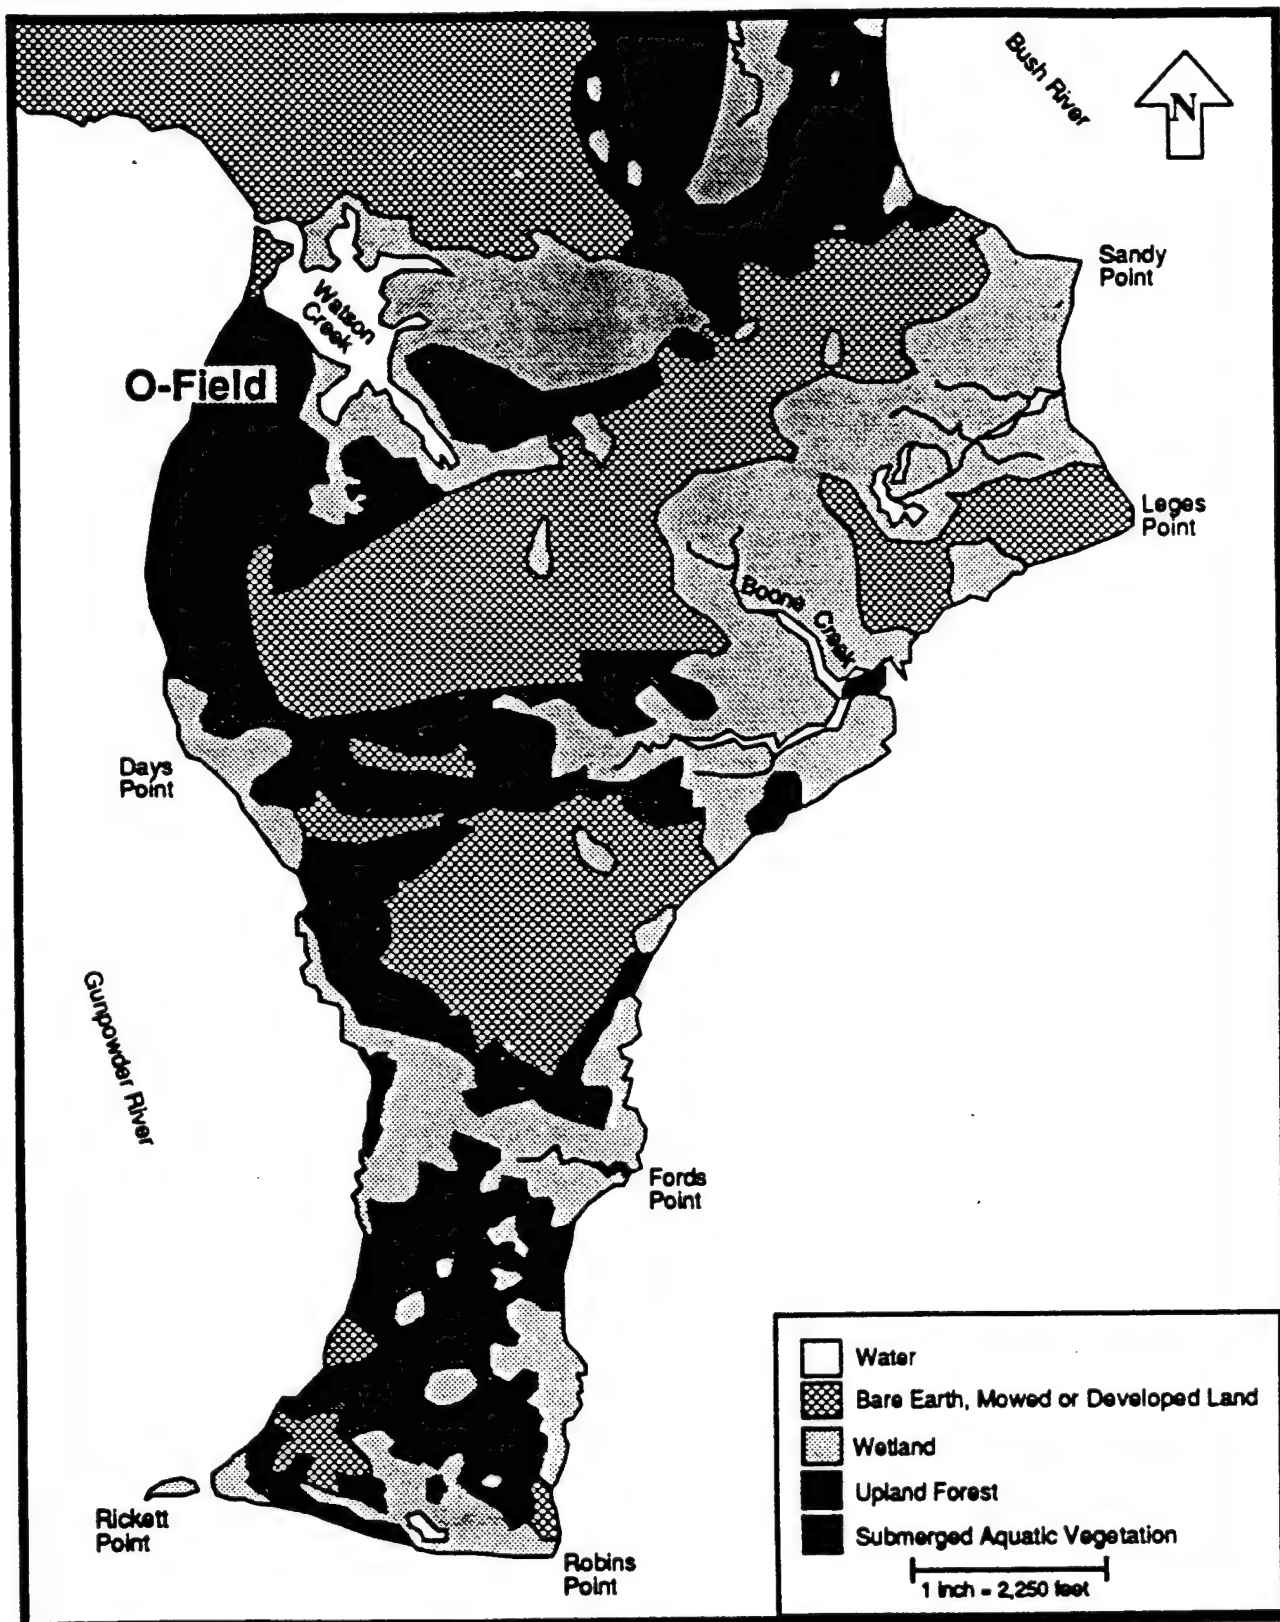 Bush River
N
Sandy
Point
Watson
Creek
O-Field
Leges
Point
Boone Creek
Days
Point
Gunpowder River
Fords
Point
Water
Bare Earth, Mowed or Developed Land
Wetland
Upland Forest
Submerged Aquatic Vegetation
1 inch = 2,250 feet
Rickett
Point
Robins
Point